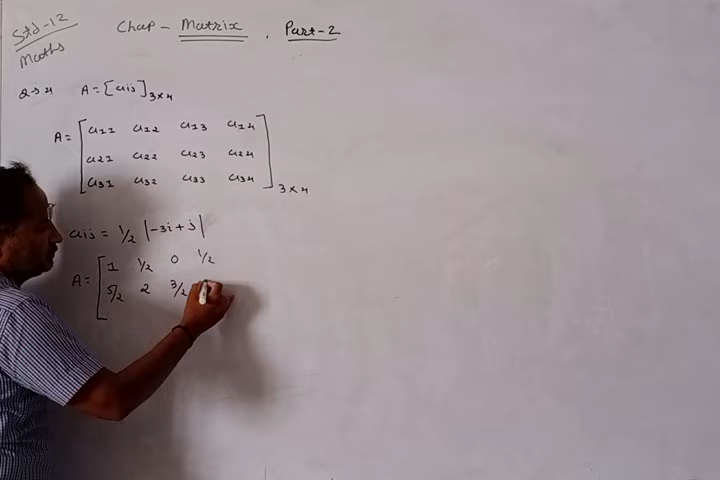 Std-12
Maths
Chap - Matrix . Part-2
Q→4 A = [aij]3×4
A = [a11 a12 a13 a14
a21 a22 a23 a24
a31 a32 a33 a34]3×4
aij = 1/2 |-3i + j|
A = [1 1/2 0 1/2
5/2 2 3/2